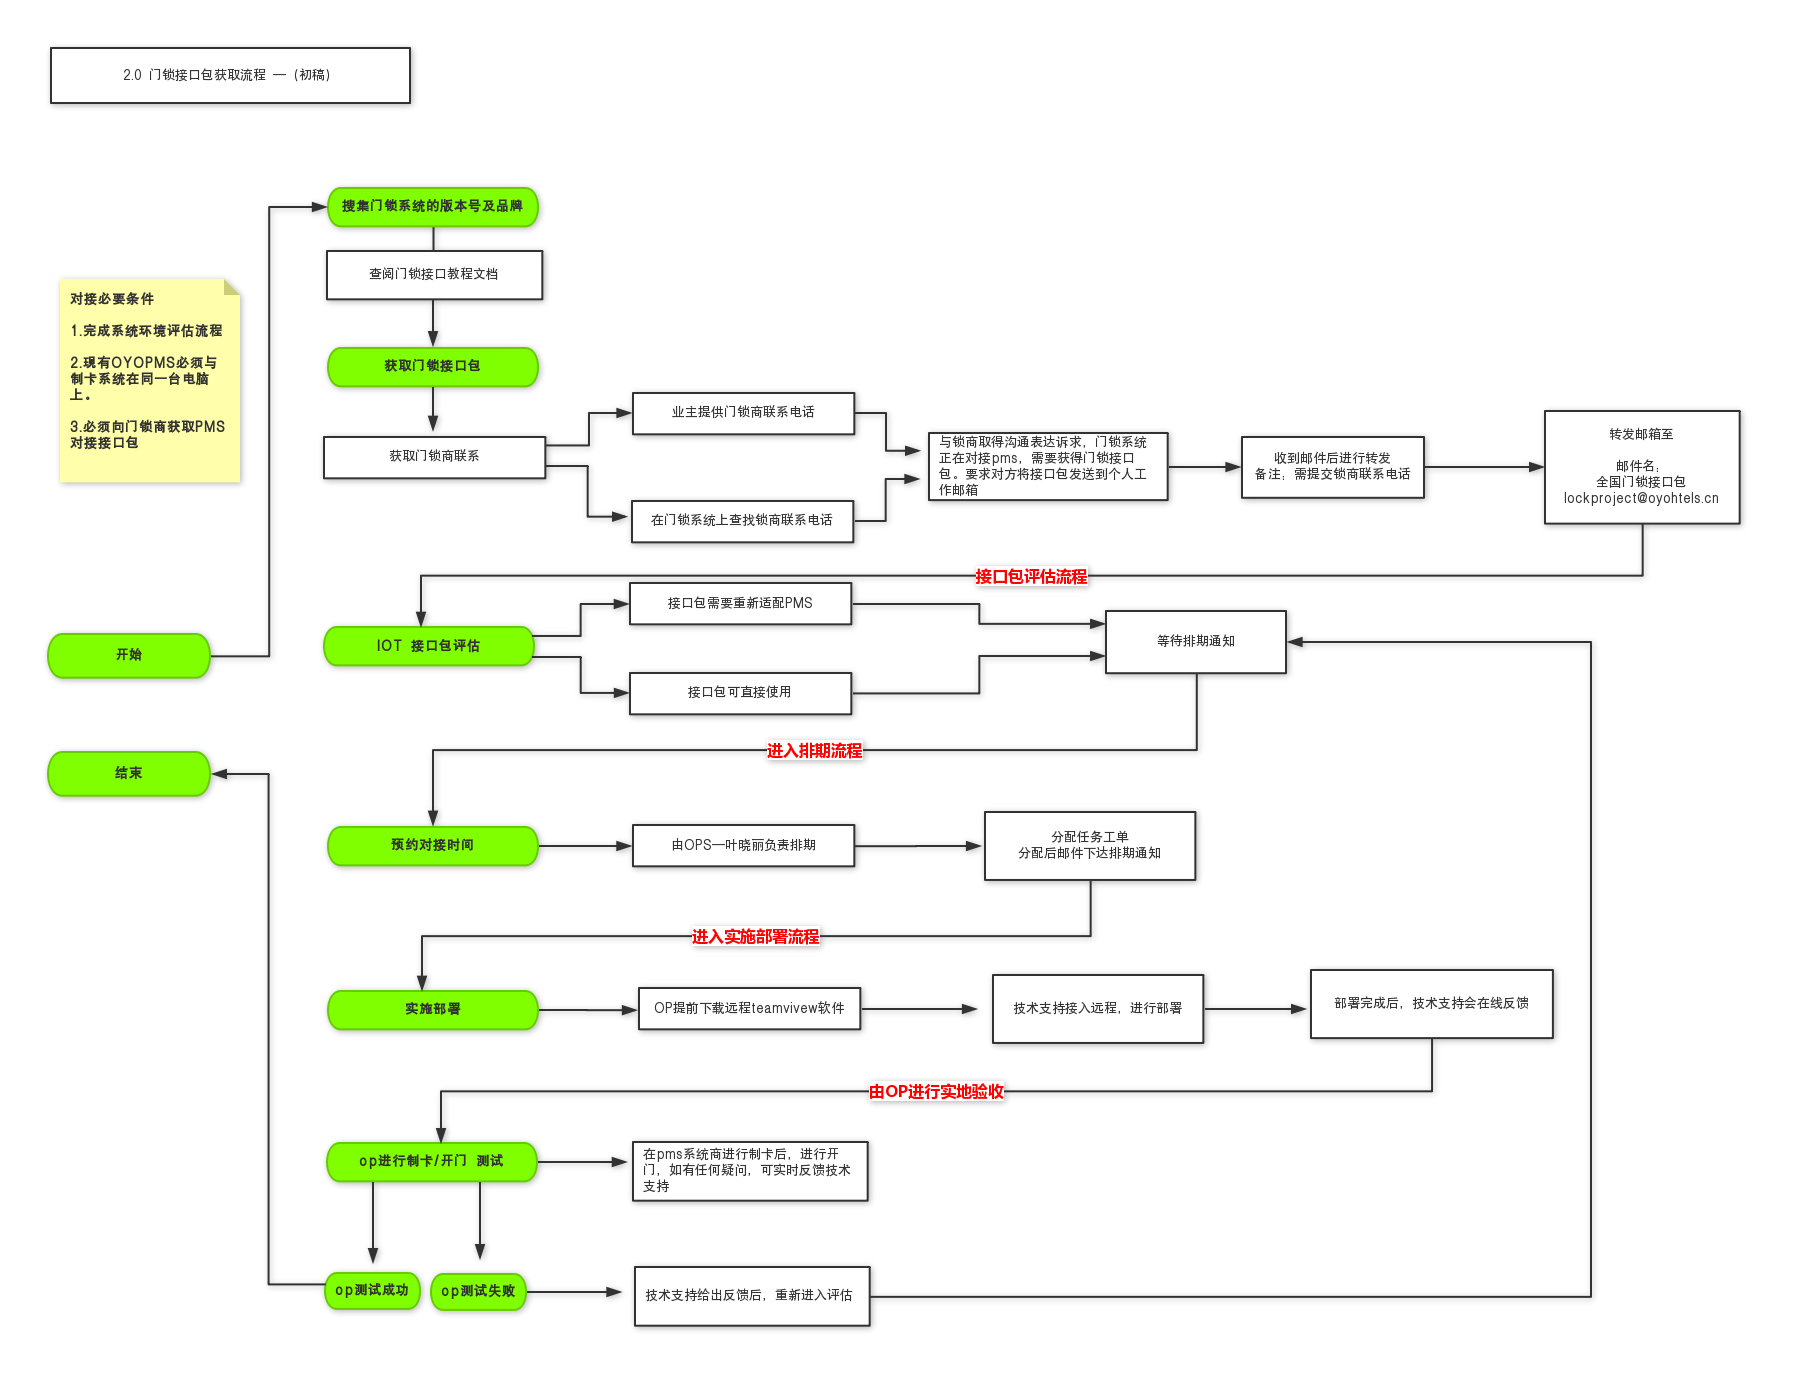 2.0 门锁接口包获取流程 — (初稿)
搜集门锁系统的版本号及品牌
查阅门锁接口教程文档
对接必要条件
1.完成系统环境评估流程
2.现有OYOPMS必须与
制卡系统在同一台电脑
上。
3.必须向门锁商获取PMS
对接接口包
获取门锁接口包
获取门锁商联系
业主提供门锁商联系电话
在门锁系统上查找锁商联系电话
与锁商取得沟通表达诉求，门锁系统
正在对接pms，需要获得门锁接口
包。要求对方将接口包发送到个人工
作邮箱
收到邮件后进行转发
备注：需提交锁商联系电话
转发邮箱至
邮件名：
全国门锁接口包
lockproject@oyohtels.cn
接口包评估流程
开始
IOT 接口包评估
接口包需要重新适配PMS
接口包可直接使用
等待排期通知
进入排期流程
结束
预约对接时间
由OPS—叶晓丽负责排期
分配任务工单
分配后邮件下达排期通知
进入实施部署流程
实施部署
OP提前下载远程teamvivew软件
技术支持接入远程，进行部署
部署完成后，技术支持会在线反馈
由OP进行实地验收
op进行制卡/开门 测试
在pms系统商进行制卡后，进行开
门，如有任何疑问，可实时反馈技术
支持
op测试成功
op测试失败
技术支持给出反馈后，重新进入评估